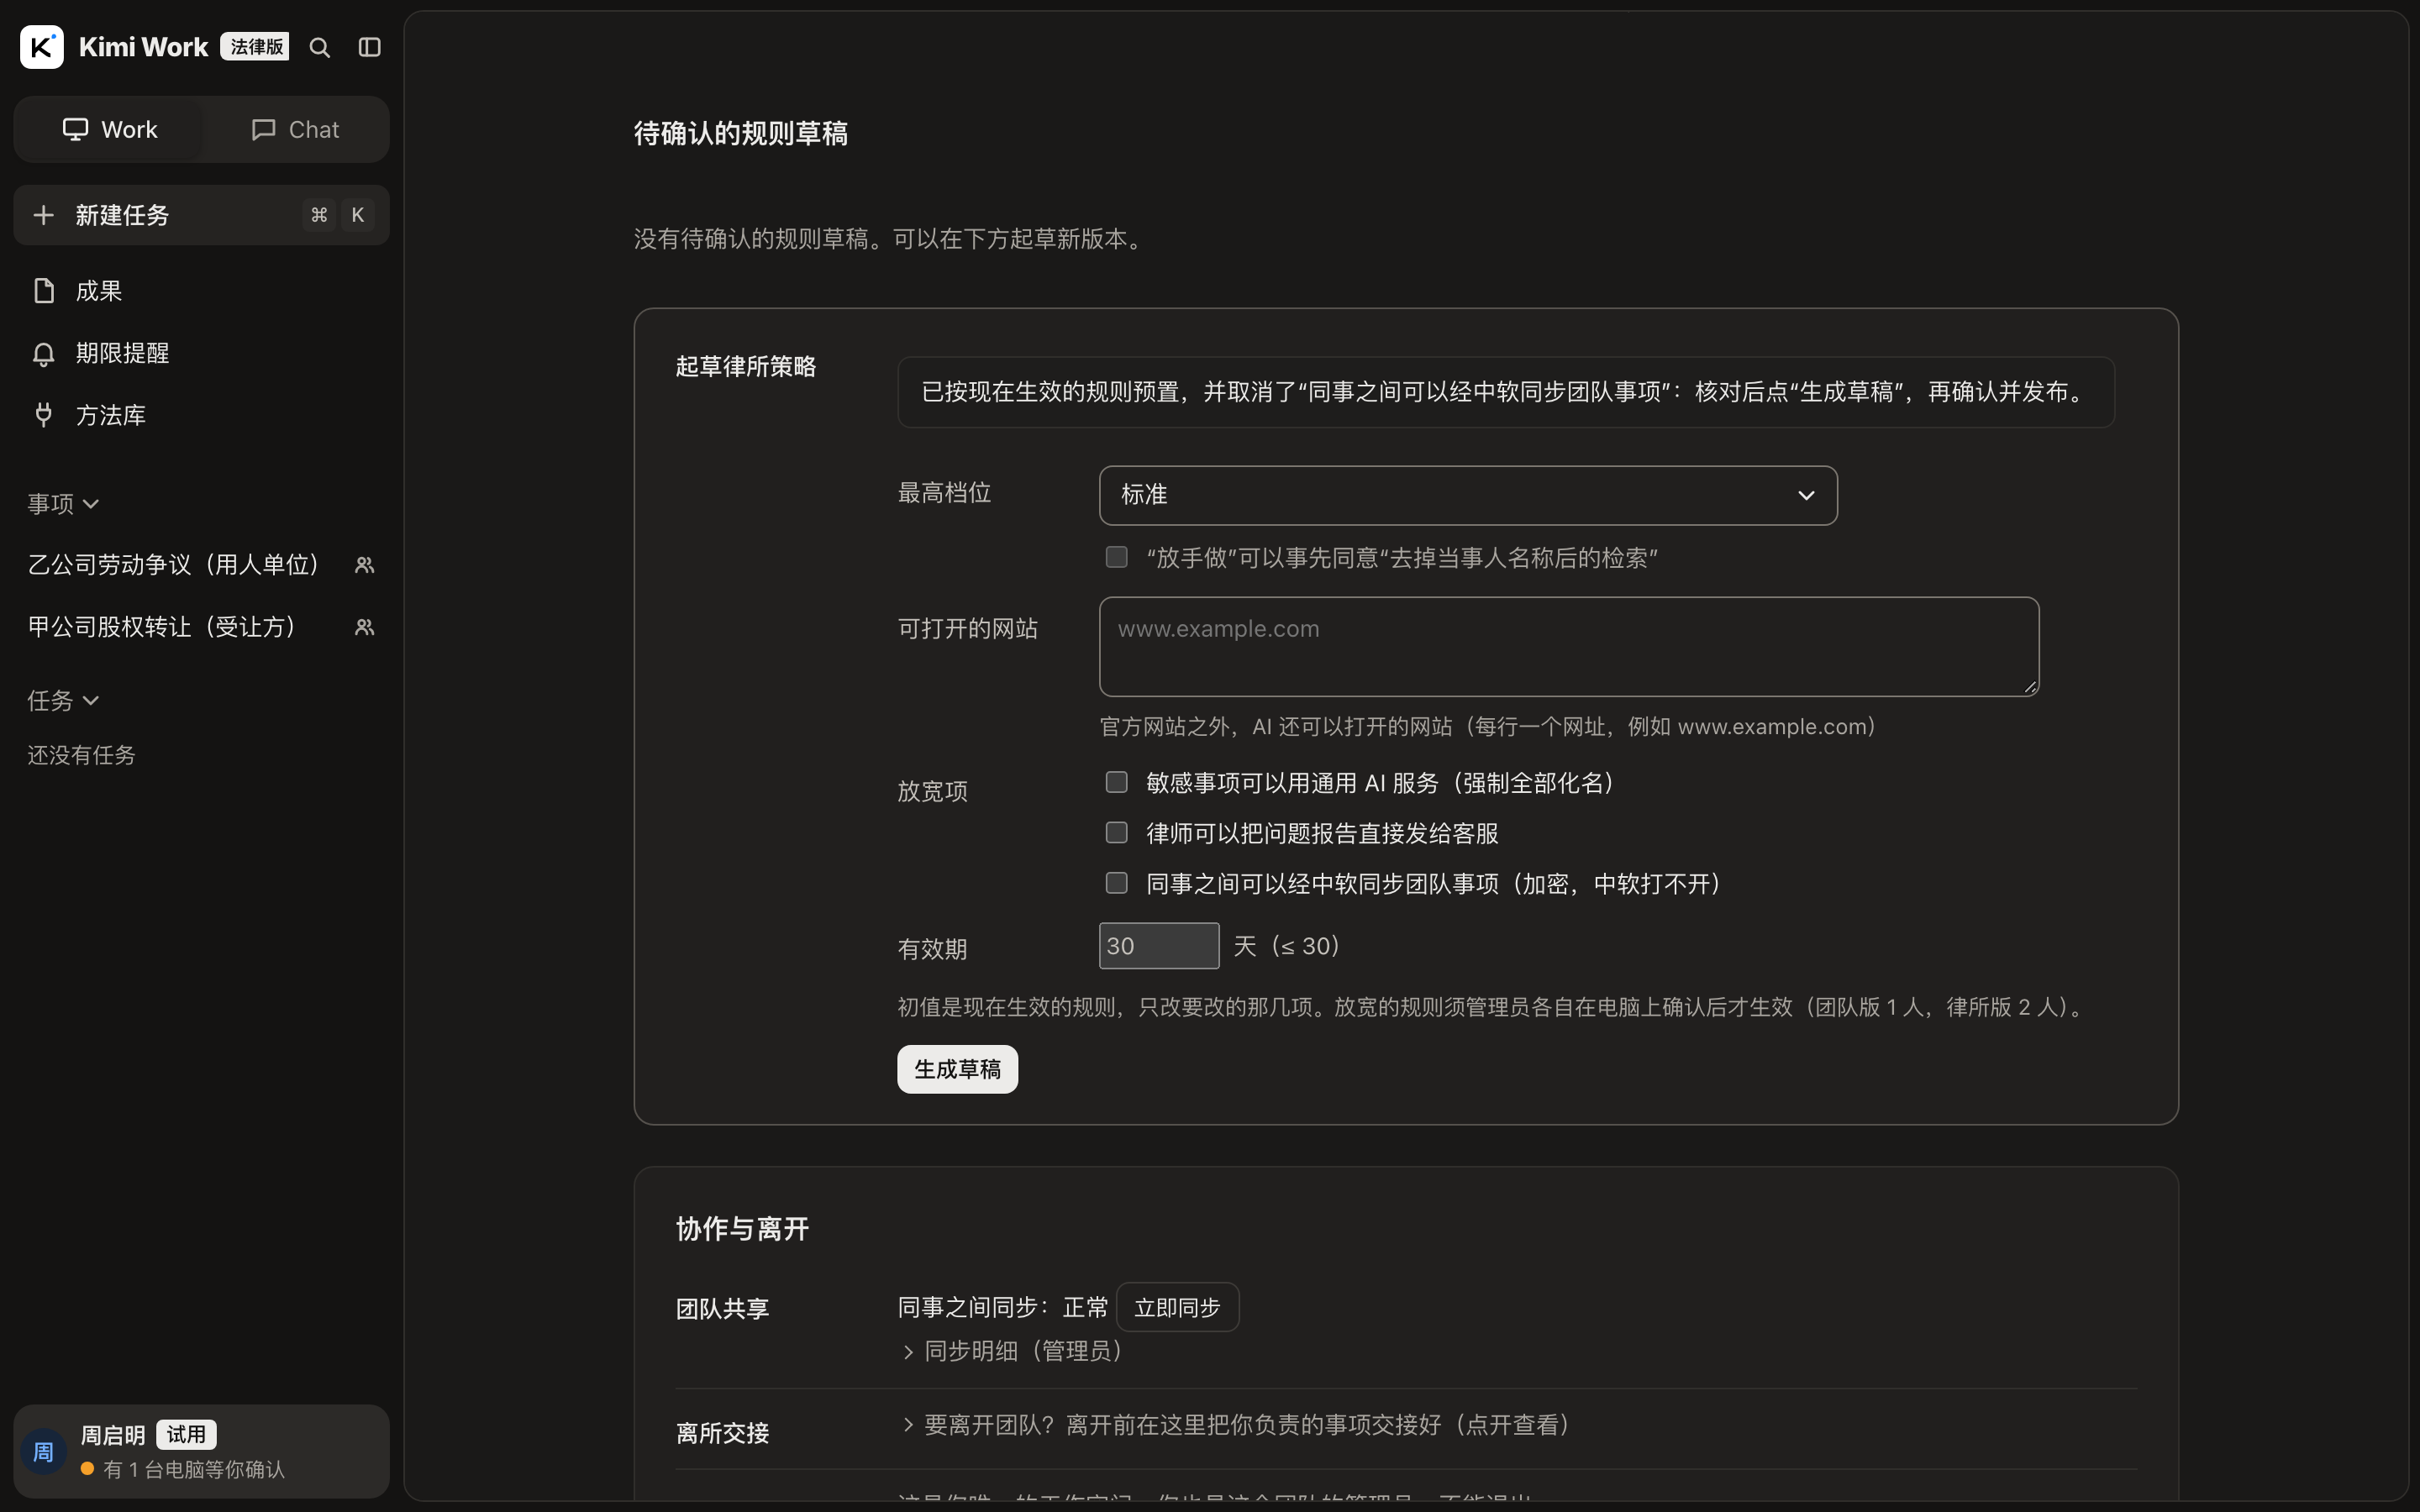 Kimi Work 法律版
Work
Chat
新建任务 ⌘ K
成果
期限提醒
方法库
事项
乙公司劳动争议（用人单位）
甲公司股权转让（受让方）
任务
还没有任务
周 周启明 试用
有 1 台电脑等你确认
待确认的规则草稿
没有待确认的规则草稿。可以在下方起草新版本。
起草律所策略
已按现在生效的规则预置，并取消了“同事之间可以经中软同步团队事项”：核对后点“生成草稿”，再确认并发布。
最高档位 标准
“放手做”可以事先同意“去掉当事人名称后的检索”
可打开的网站 www.example.com
官方网站之外，AI 还可以打开的网站（每行一个网址，例如 www.example.com）
放宽项 敏感事项可以用通用 AI 服务（强制全部化名）
律师可以把问题报告直接发给客服
同事之间可以经中软同步团队事项（加密，中软打不开）
有效期 30 天（≤ 30）
初值是现在生效的规则，只改要改的那几项。放宽的规则须管理员各自在电脑上确认后才生效（团队版 1 人，律所版 2 人）。
生成草稿
协作与离开
团队共享 同事之间同步：正常 立即同步
同步明细（管理员）
离所交接 要离开团队？离开前在这里把你负责的事项交接好（点开查看）